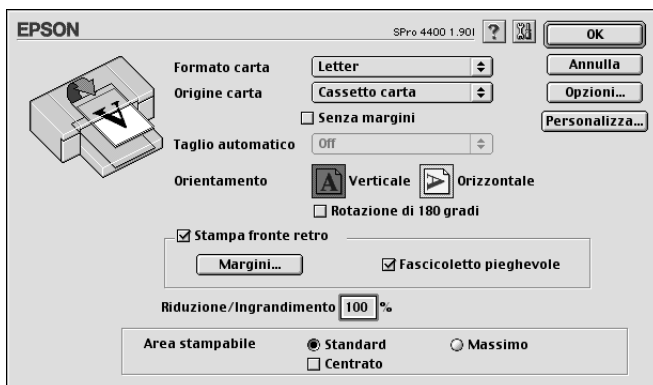 EPSON
SPro 4400 1.90I
?
OK
Formato carta
Letter
Annulla
Origine carta
Cassetto carta
Opzioni...
Senza margini
Personalizza...
Taglio automatico
Off
Orientamento
A
Verticale
A
Orizzontale
Rotazione di 180 gradi
Stampa fronte retro
Margini...
Fascicoletto pieghevole
Riduzione/Ingrandimento
100
%
Area stampabile
Standard
Massimo
Centrato
A